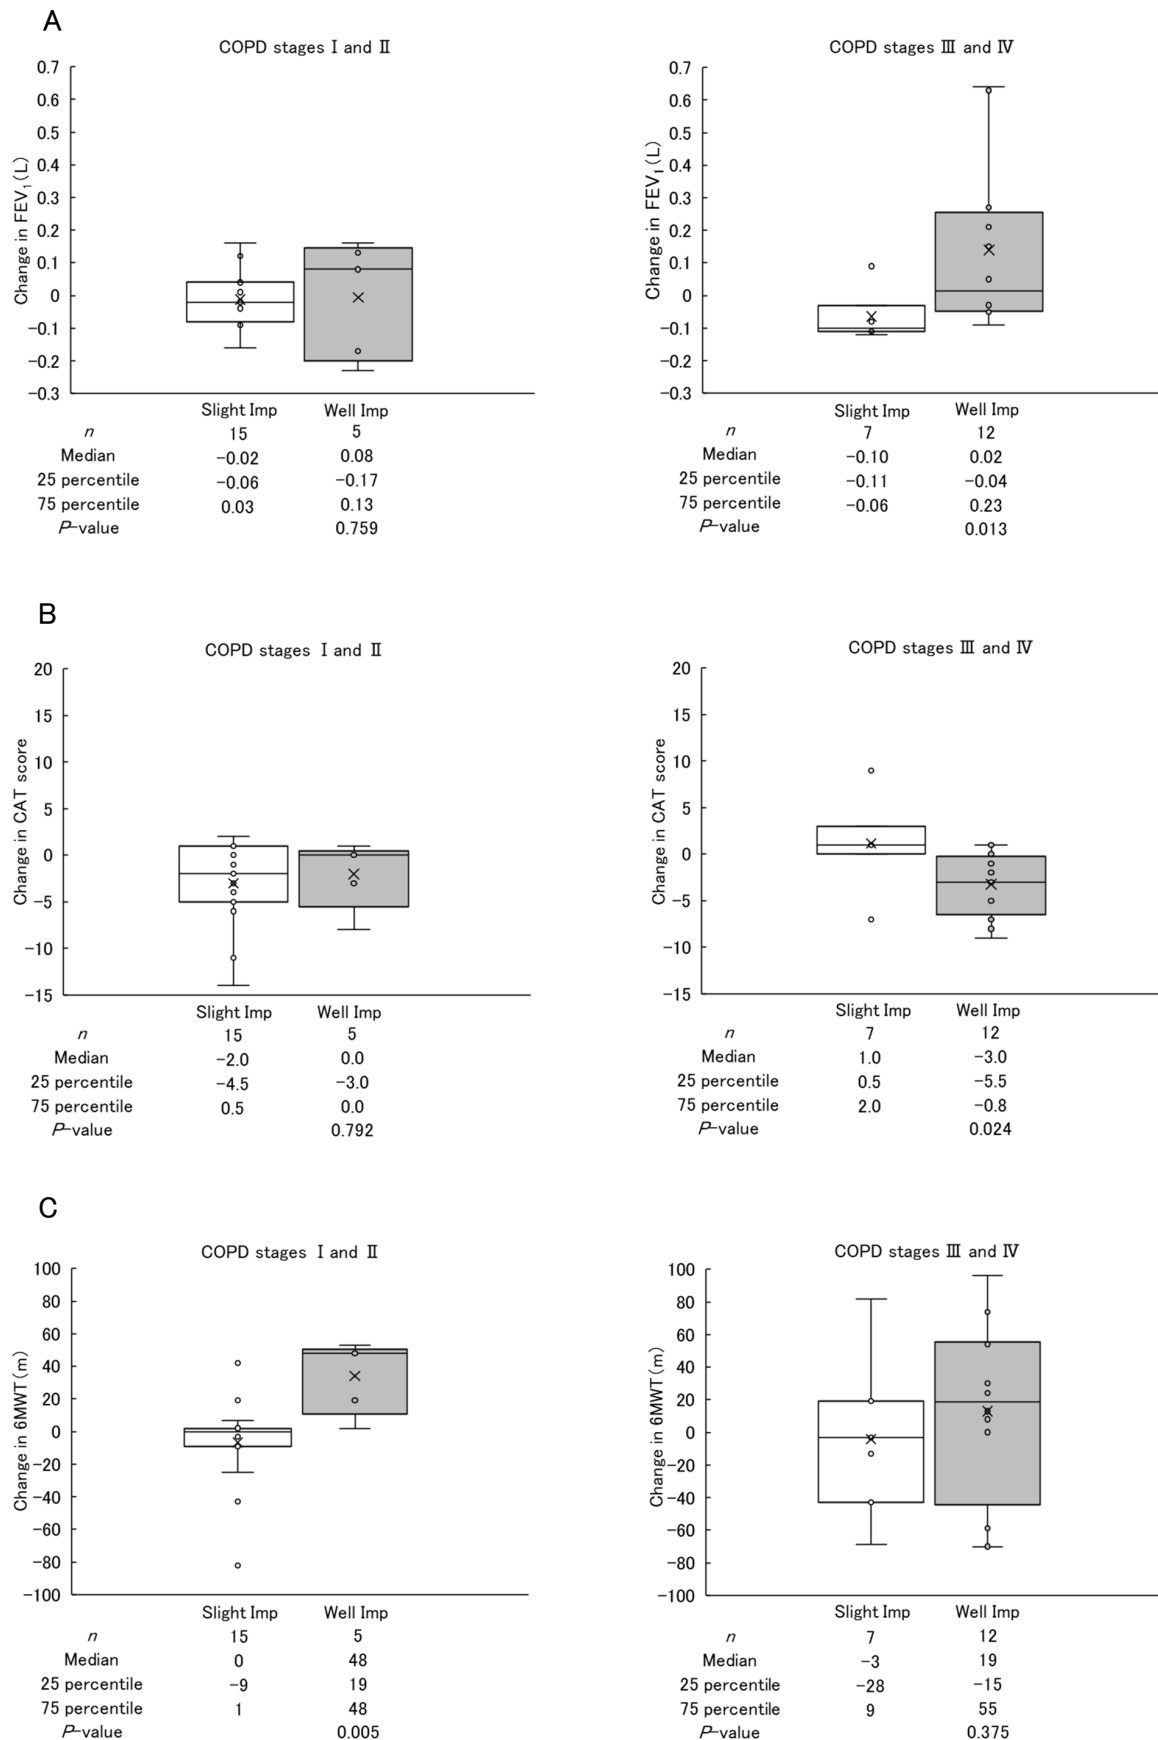 A
COPD stages Ⅰ and Ⅱ
Change in FEV₁(L)
0.7
0.6
0.5
0.4
0.3
0.2
0.1
0
−0.1
−0.2
−0.3
Slight Imp Well Imp
n 15 5
Median −0.02 0.08
25 percentile −0.06 −0.17
75 percentile 0.03 0.13
P-value 0.759
COPD stages Ⅲ and Ⅳ
Change in FEV₁(L)
0.7
0.6
0.5
0.4
0.3
0.2
0.1
0
−0.1
−0.2
−0.3
Slight Imp Well Imp
n 7 12
Median −0.10 0.02
25 percentile −0.11 −0.04
75 percentile −0.06 0.23
P-value 0.013
B
COPD stages Ⅰ and Ⅱ
Change in CAT score
20
15
10
5
0
−5
−10
−15
Slight Imp Well Imp
n 15 5
Median −2.0 0.0
25 percentile −4.5 −3.0
75 percentile 0.5 0.0
P-value 0.792
COPD stages Ⅲ and Ⅳ
Change in CAT score
20
15
10
5
0
−5
−10
−15
Slight Imp Well Imp
n 7 12
Median 1.0 −3.0
25 percentile 0.5 −5.5
75 percentile 2.0 −0.8
P-value 0.024
C
COPD stages Ⅰ and Ⅱ
Change in 6MWT(m)
100
80
60
40
20
0
−20
−40
−60
−80
−100
Slight Imp Well Imp
n 15 5
Median 0 48
25 percentile −9 19
75 percentile 1 48
P-value 0.005
COPD stages Ⅲ and Ⅳ
Change in 6MWT(m)
100
80
60
40
20
0
−20
−40
−60
−80
−100
Slight Imp Well Imp
n 7 12
Median −3 19
25 percentile −28 −15
75 percentile 9 55
P-value 0.375